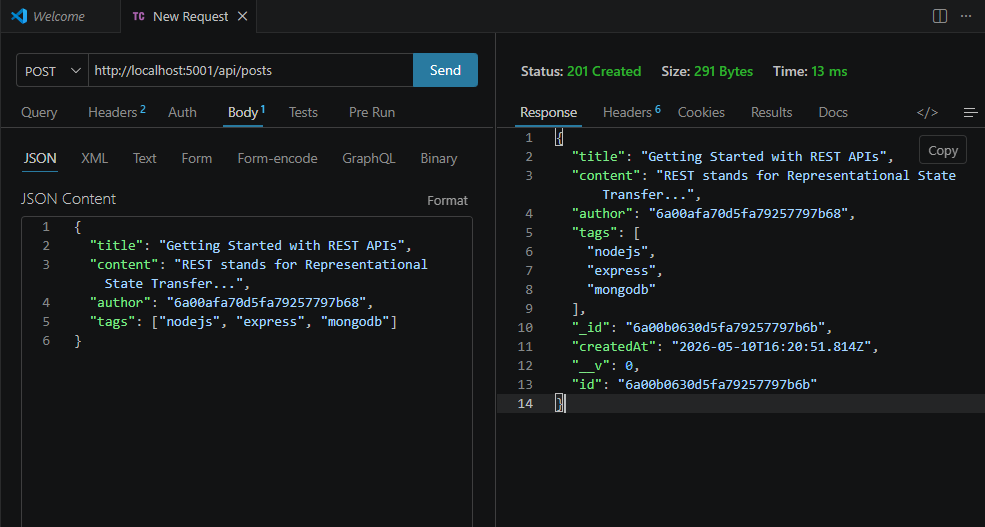 Welcome
TC New Request
POST
http://localhost:5001/api/posts
Send
Query Headers 2 Auth Body 1 Tests Pre Run
JSON XML Text Form Form-encode GraphQL Binary
JSON Content
Format
1 {
2 "title": "Getting Started with REST APIs",
3 "content": "REST stands for Representational
State Transfer...",
4 "author": "6a00afa70d5fa79257797b68",
5 "tags": ["nodejs", "express", "mongodb"]
6 }
Status: 201 Created Size: 291 Bytes Time: 13 ms
Response Headers 6 Cookies Results Docs </>
Copy
1 {
2 "title": "Getting Started with REST APIs",
3 "content": "REST stands for Representational State
Transfer...",
4 "author": "6a00afa70d5fa79257797b68",
5 "tags": [
6 "nodejs",
7 "express",
8 "mongodb"
9 ],
10 "_id": "6a00b0630d5fa79257797b6b",
11 "createdAt": "2026-05-10T16:20:51.814Z",
12 "__v": 0,
13 "id": "6a00b0630d5fa79257797b6b"
14 }